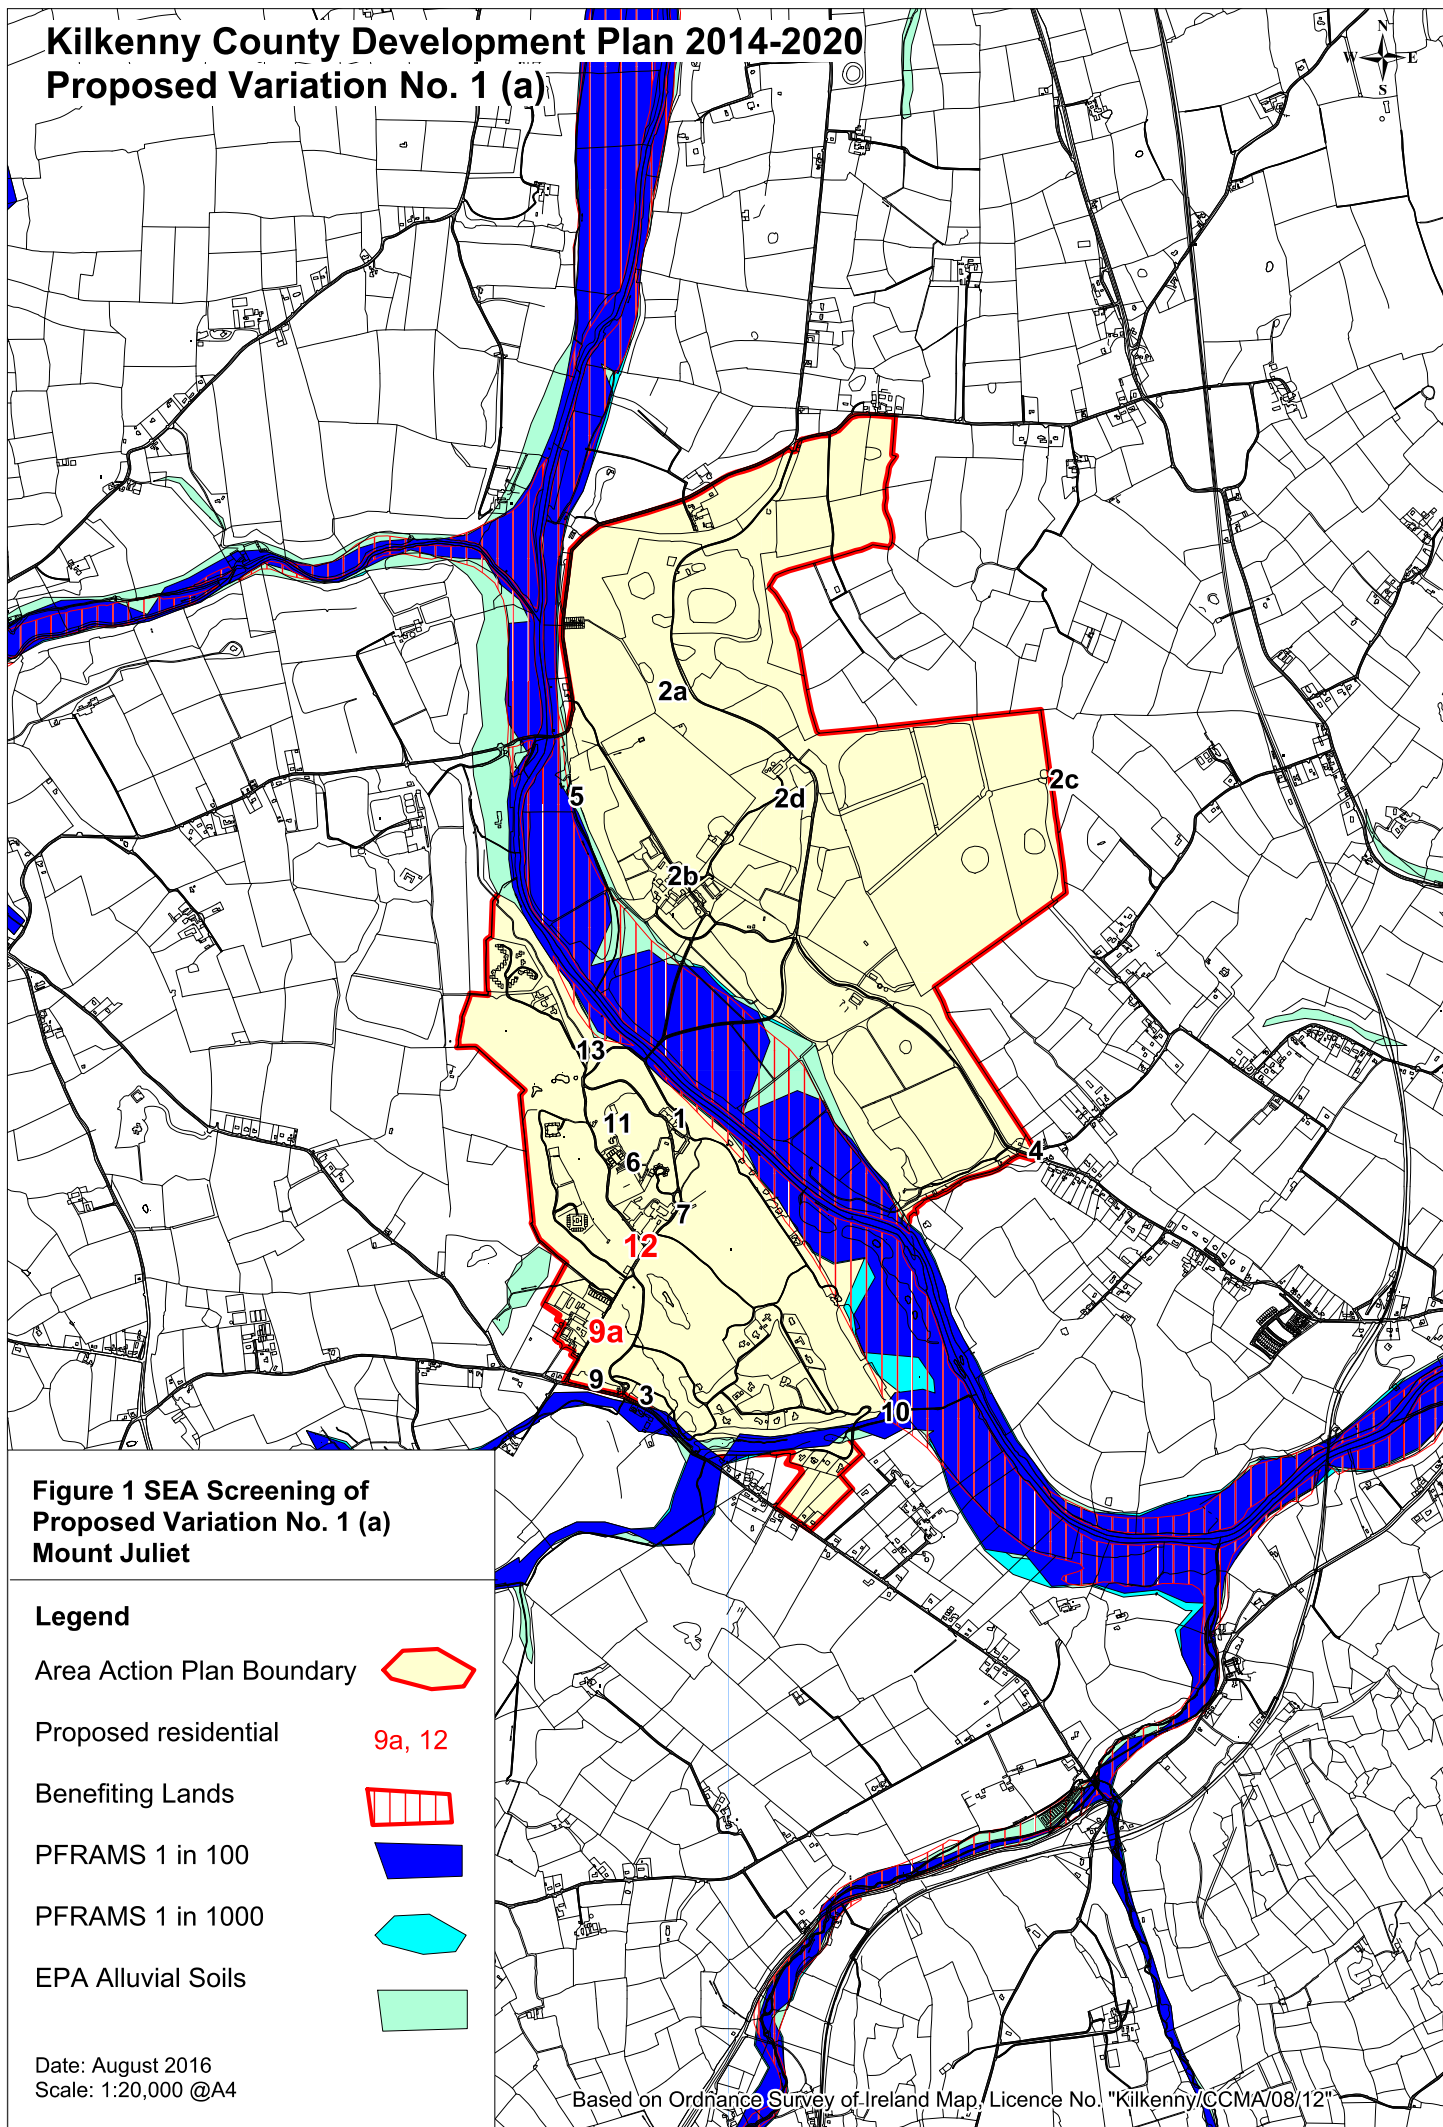 Kilkenny County Development Plan 2014-2020
Proposed Variation No. 1 (a)
N
W E
S
2a
2c
2d
5
2b
13
11
1
6
4
7
12
9a
9
3
10
Figure 1 SEA Screening of
Proposed Variation No. 1 (a)
Mount Juliet
Legend
Area Action Plan Boundary
Proposed residential 9a, 12
Benefiting Lands
PFRAMS 1 in 100
PFRAMS 1 in 1000
EPA Alluvial Soils
Date: August 2016
Scale: 1:20,000 @A4
Based on Ordnance Survey of Ireland Map, Licence No. "Kilkenny/CCMA/08/12"